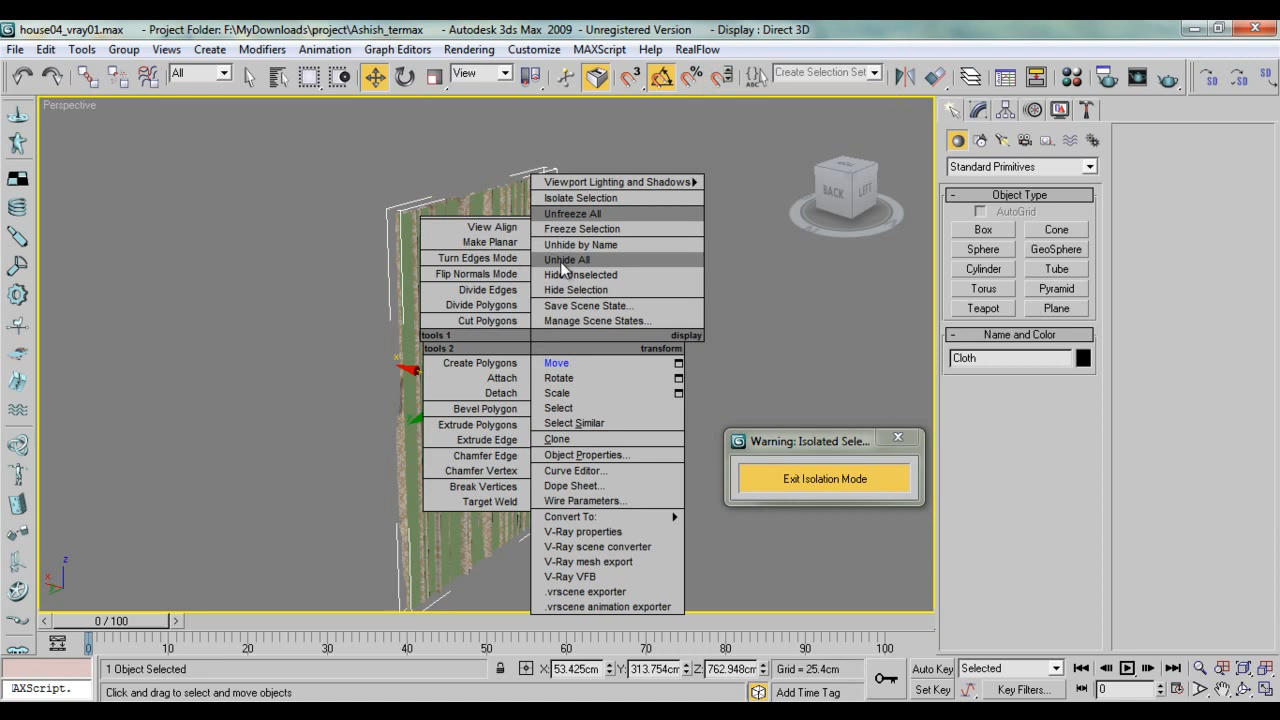 house04_vray01.max - Project Folder: F:\MyDownloads\project\Ashish_termax - Autodesk 3ds Max 2009 - Unregistered Version - Display : Direct 3D
File Edit Tools Group Views Create Modifiers Animation Graph Editors Rendering Customize MAXScript Help RealFlow
All View 3 Create Selection Set
Perspective
BACK LEFT
Viewport Lighting and Shadows
Isolate Selection
Unfreeze All
Freeze Selection
Unhide by Name
Unhide All
Hide Unselected
Hide Selection
Save Scene State...
Manage Scene States...
display
View Align
Make Planar
Turn Edges Mode
Flip Normals Mode
Divide Edges
Divide Polygons
Cut Polygons
tools 1
tools 2
Create Polygons
Attach
Detach
Bevel Polygon
Extrude Polygons
Extrude Edge
Chamfer Edge
Chamfer Vertex
Break Vertices
Target Weld
transform
Move
Rotate
Scale
Select
Select Similar
Clone
Object Properties...
Curve Editor...
Dope Sheet...
Wire Parameters...
Convert To:
V-Ray properties
V-Ray scene converter
V-Ray mesh export
V-Ray VFB
.vrscene exporter
.vrscene animation exporter
Warning: Isolated Sele...
Exit Isolation Mode
Standard Primitives
Object Type
AutoGrid
Box Cone
Sphere GeoSphere
Cylinder Tube
Torus Pyramid
Teapot Plane
Name and Color
Cloth
z
x
0 / 100
0 10 20 30 40 50 60 70 80 90 100
1 Object Selected X: 53.425cm Y: 313.754cm Z: 762.948cm Grid = 25.4cm Auto Key Selected
AXScript. Click and drag to select and move objects Add Time Tag Set Key Key Filters... 0